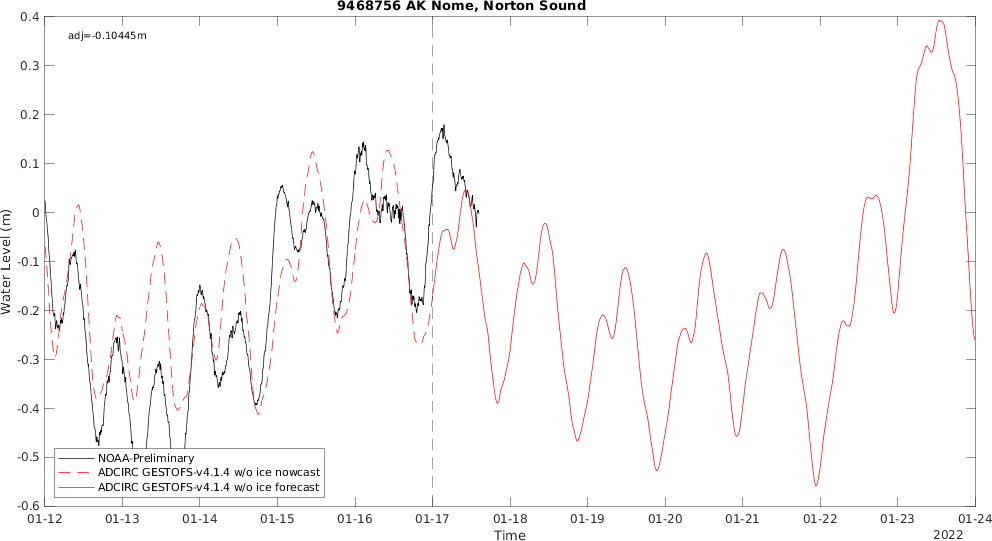 9468756 AK Nome, Norton Sound
adj=-0.10445m
0.4
0.3
0.2
0.1
0
-0.1
-0.2
-0.3
-0.4
-0.5
-0.6
Water Level (m)
NOAA-Preliminary
ADCIRC GESTOFS-v4.1.4 w/o ice nowcast
ADCIRC GESTOFS-v4.1.4 w/o ice forecast
01-12 01-13 01-14 01-15 01-16 01-17 01-18 01-19 01-20 01-21 01-22 01-23 01-24
Time
2022